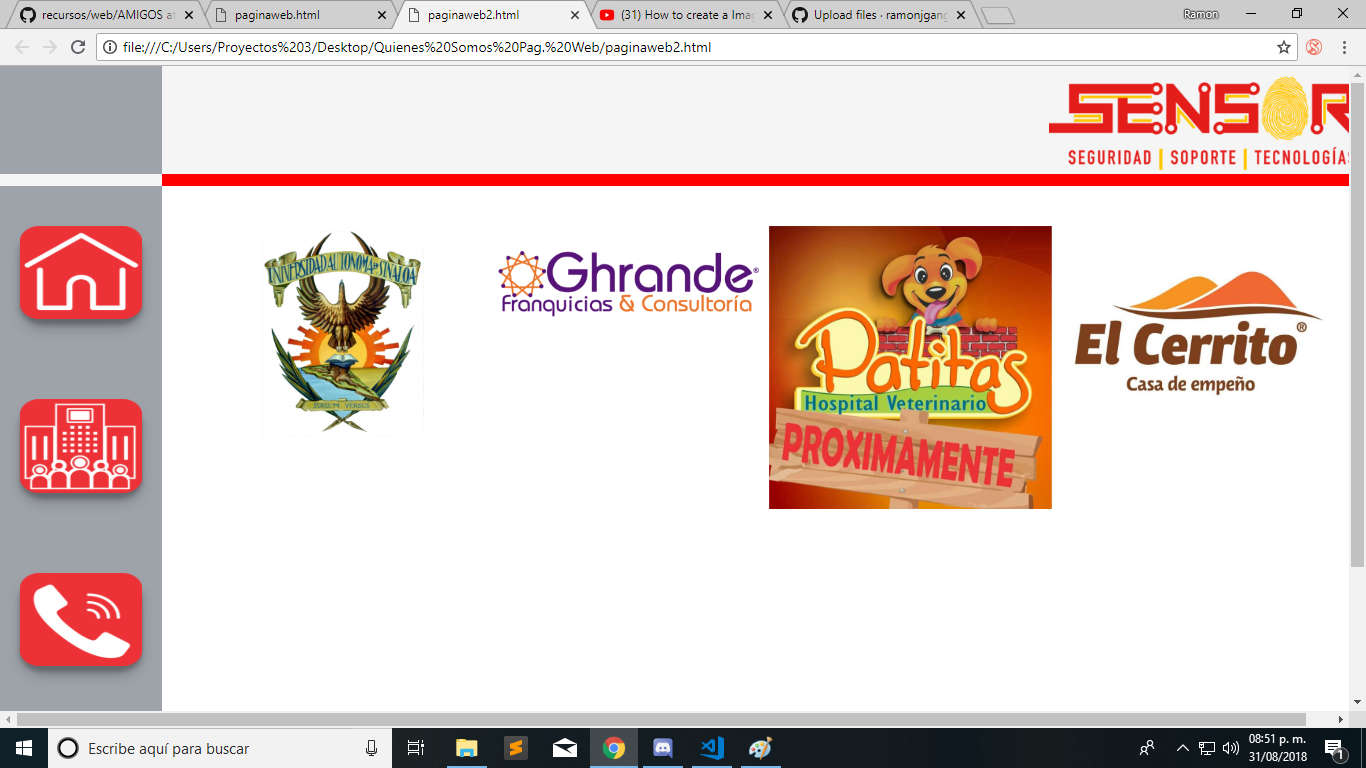 recursos/web/AMIGOS at
paginaweb.html
paginaweb2.html
(31) How to create a Imag
Upload files · ramonjgang
Ramon
file:///C:/Users/Proyectos%203/Desktop/Quienes%20Somos%20Pag.%20Web/paginaweb2.html
SENSOR
SEGURIDAD | SOPORTE | TECNOLOGÍAS
UNIVERSIDAD AUTONOMA DE SINALOA
SURSUM VERSUS
Ghrande®
Franquicias & Consultoría
Patitas
Hospital Veterinario
PROXIMAMENTE
El Cerrito®
Casa de empeño
Escribe aquí para buscar
08:51 p. m.
31/08/2018
1